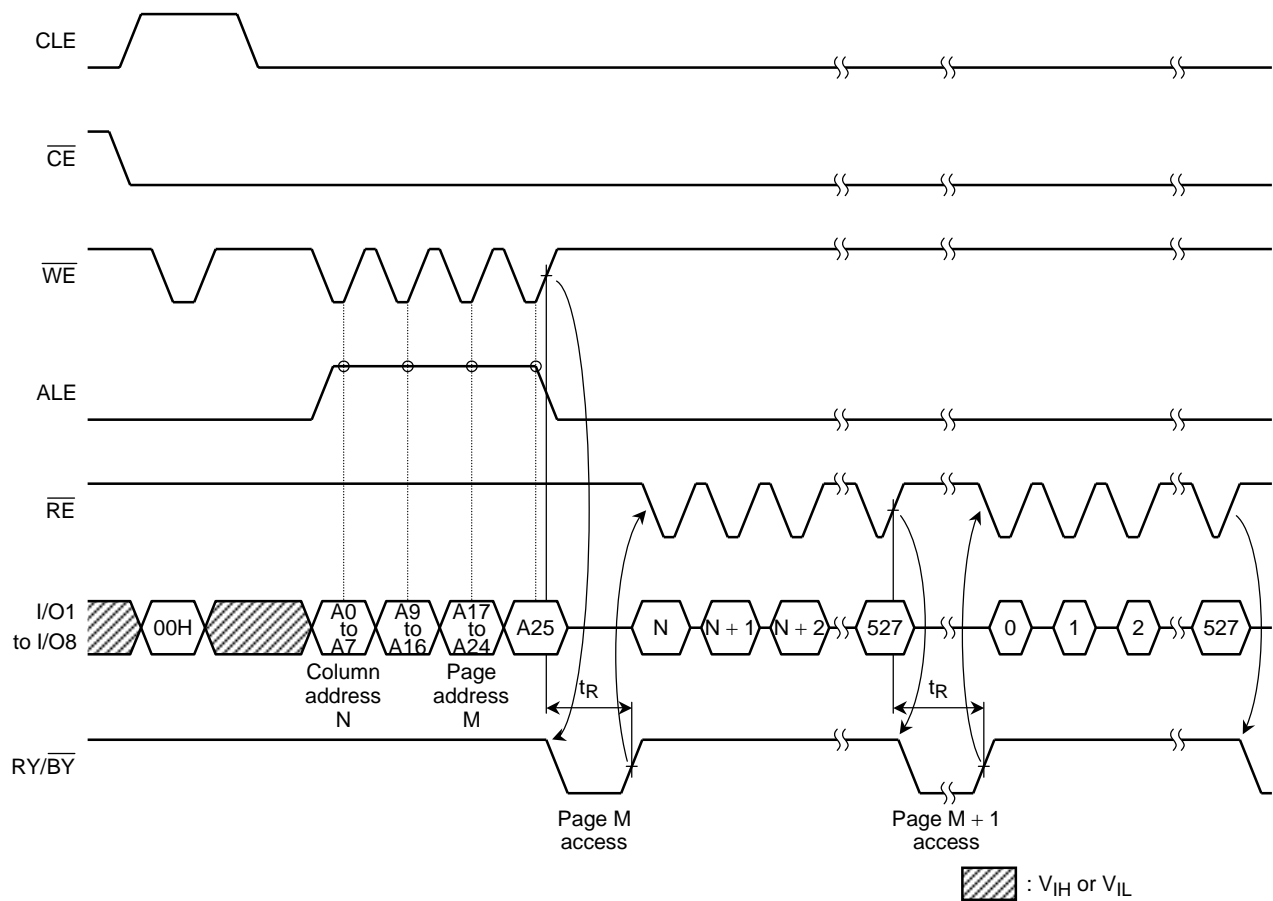 CLE
CE
WE
ALE
RE
I/O1
to I/O8
00H
A0
to
A7
A9
to
A16
A17
to
A24
A25
N
N + 1
N + 2
527
0
1
2
527
Column
address
N
Page
address
M
tR
tR
RY/BY
Page M
access
Page M + 1
access
: VIH or VIL